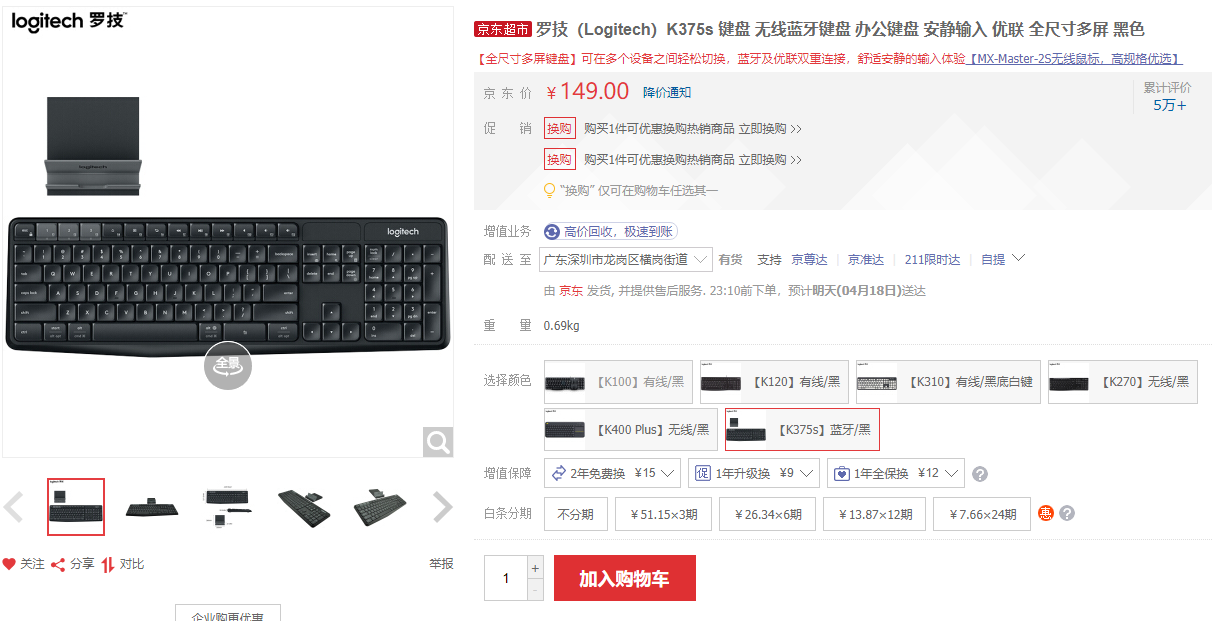 logitech 罗技™
logitech
logitech
全景
关注 分享 对比
举报
企业购更优惠
京东超市 罗技（Logitech）K375s 键盘 无线蓝牙键盘 办公键盘 安静输入 优联 全尺寸多屏 黑色
【全尺寸多屏键盘】可在多个设备之间轻松切换，蓝牙及优联双重连接，舒适安静的输入体验【MX-Master-2S无线鼠标，高规格优选】
京东价 ￥149.00 降价通知
累计评价
5万+
促销 换购 购买1件可优惠换购热销商品 立即换购 >>
换购 购买1件可优惠换购热销商品 立即换购 >>
“换购” 仅可在购物车任选其一
增值业务 高价回收，极速到账
配送至 广东深圳市龙岗区横岗街道 有货 支持 京尊达 | 京准达 | 211限时达 | 自提
由 京东 发货, 并提供售后服务. 23:10前下单，预计明天(04月18日)送达
重量 0.69kg
选择颜色 【K100】有线/黑 【K120】有线/黑 【K310】有线/黑底白键 【K270】无线/黑
【K400 Plus】无线/黑 【K375s】蓝牙/黑
增值保障 2年免费换 ¥15 促 1年升级换 ¥9 1年全保换 ¥12 ?
白条分期 不分期 ￥51.15×3期 ￥26.34×6期 ￥13.87×12期 ￥7.66×24期 惠 ?
1 + -
加入购物车